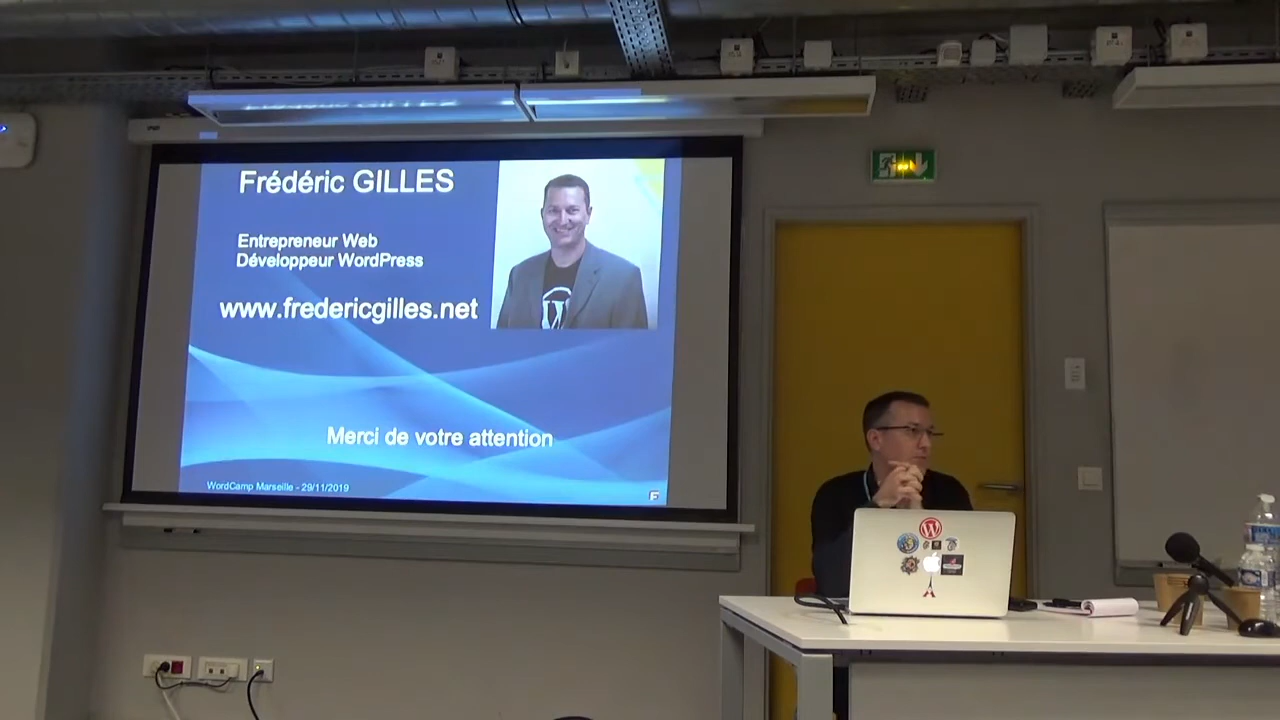 Frédéric GILLES
Entrepreneur Web
Développeur WordPress
www.fredericgilles.net
Merci de votre attention
WordCamp Marseille - 29/11/2019
F